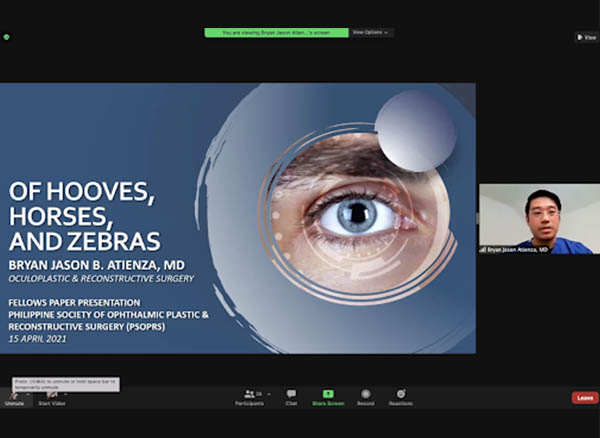 You are viewing Bryan Jason Atien...'s screen
View Options
View
OF HOOVES,
HORSES,
AND ZEBRAS
BRYAN JASON B. ATIENZA, MD
OCULOPLASTIC & RECONSTRUCTIVE SURGERY
FELLOWS PAPER PRESENTATION
PHILIPPINE SOCIETY OF OPHTHALMIC PLASTIC &
RECONSTRUCTIVE SURGERY (PSOPRS)
15 APRIL 2021
Bryan Jason Atienza, MD
to unmute or hold space bar to
temporarily unmute
Unmute
Start Video
Participants
Chat
Share Screen
Record
Reactions
Leave